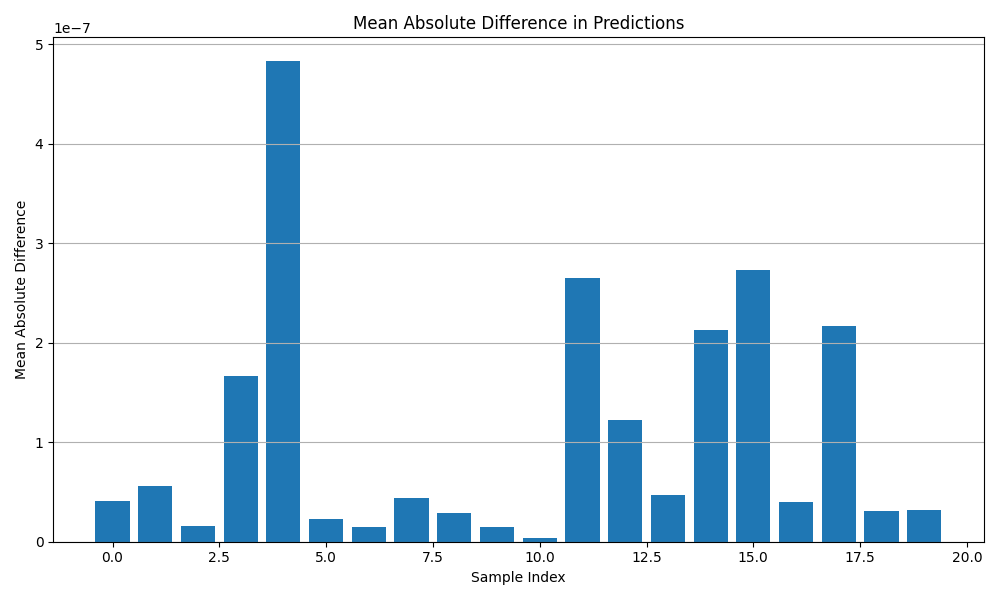 Mean Absolute Difference in Predictions
1e−7
5
4
3
2
1
0
Mean Absolute Difference
0.0 2.5 5.0 7.5 10.0 12.5 15.0 17.5 20.0
Sample Index